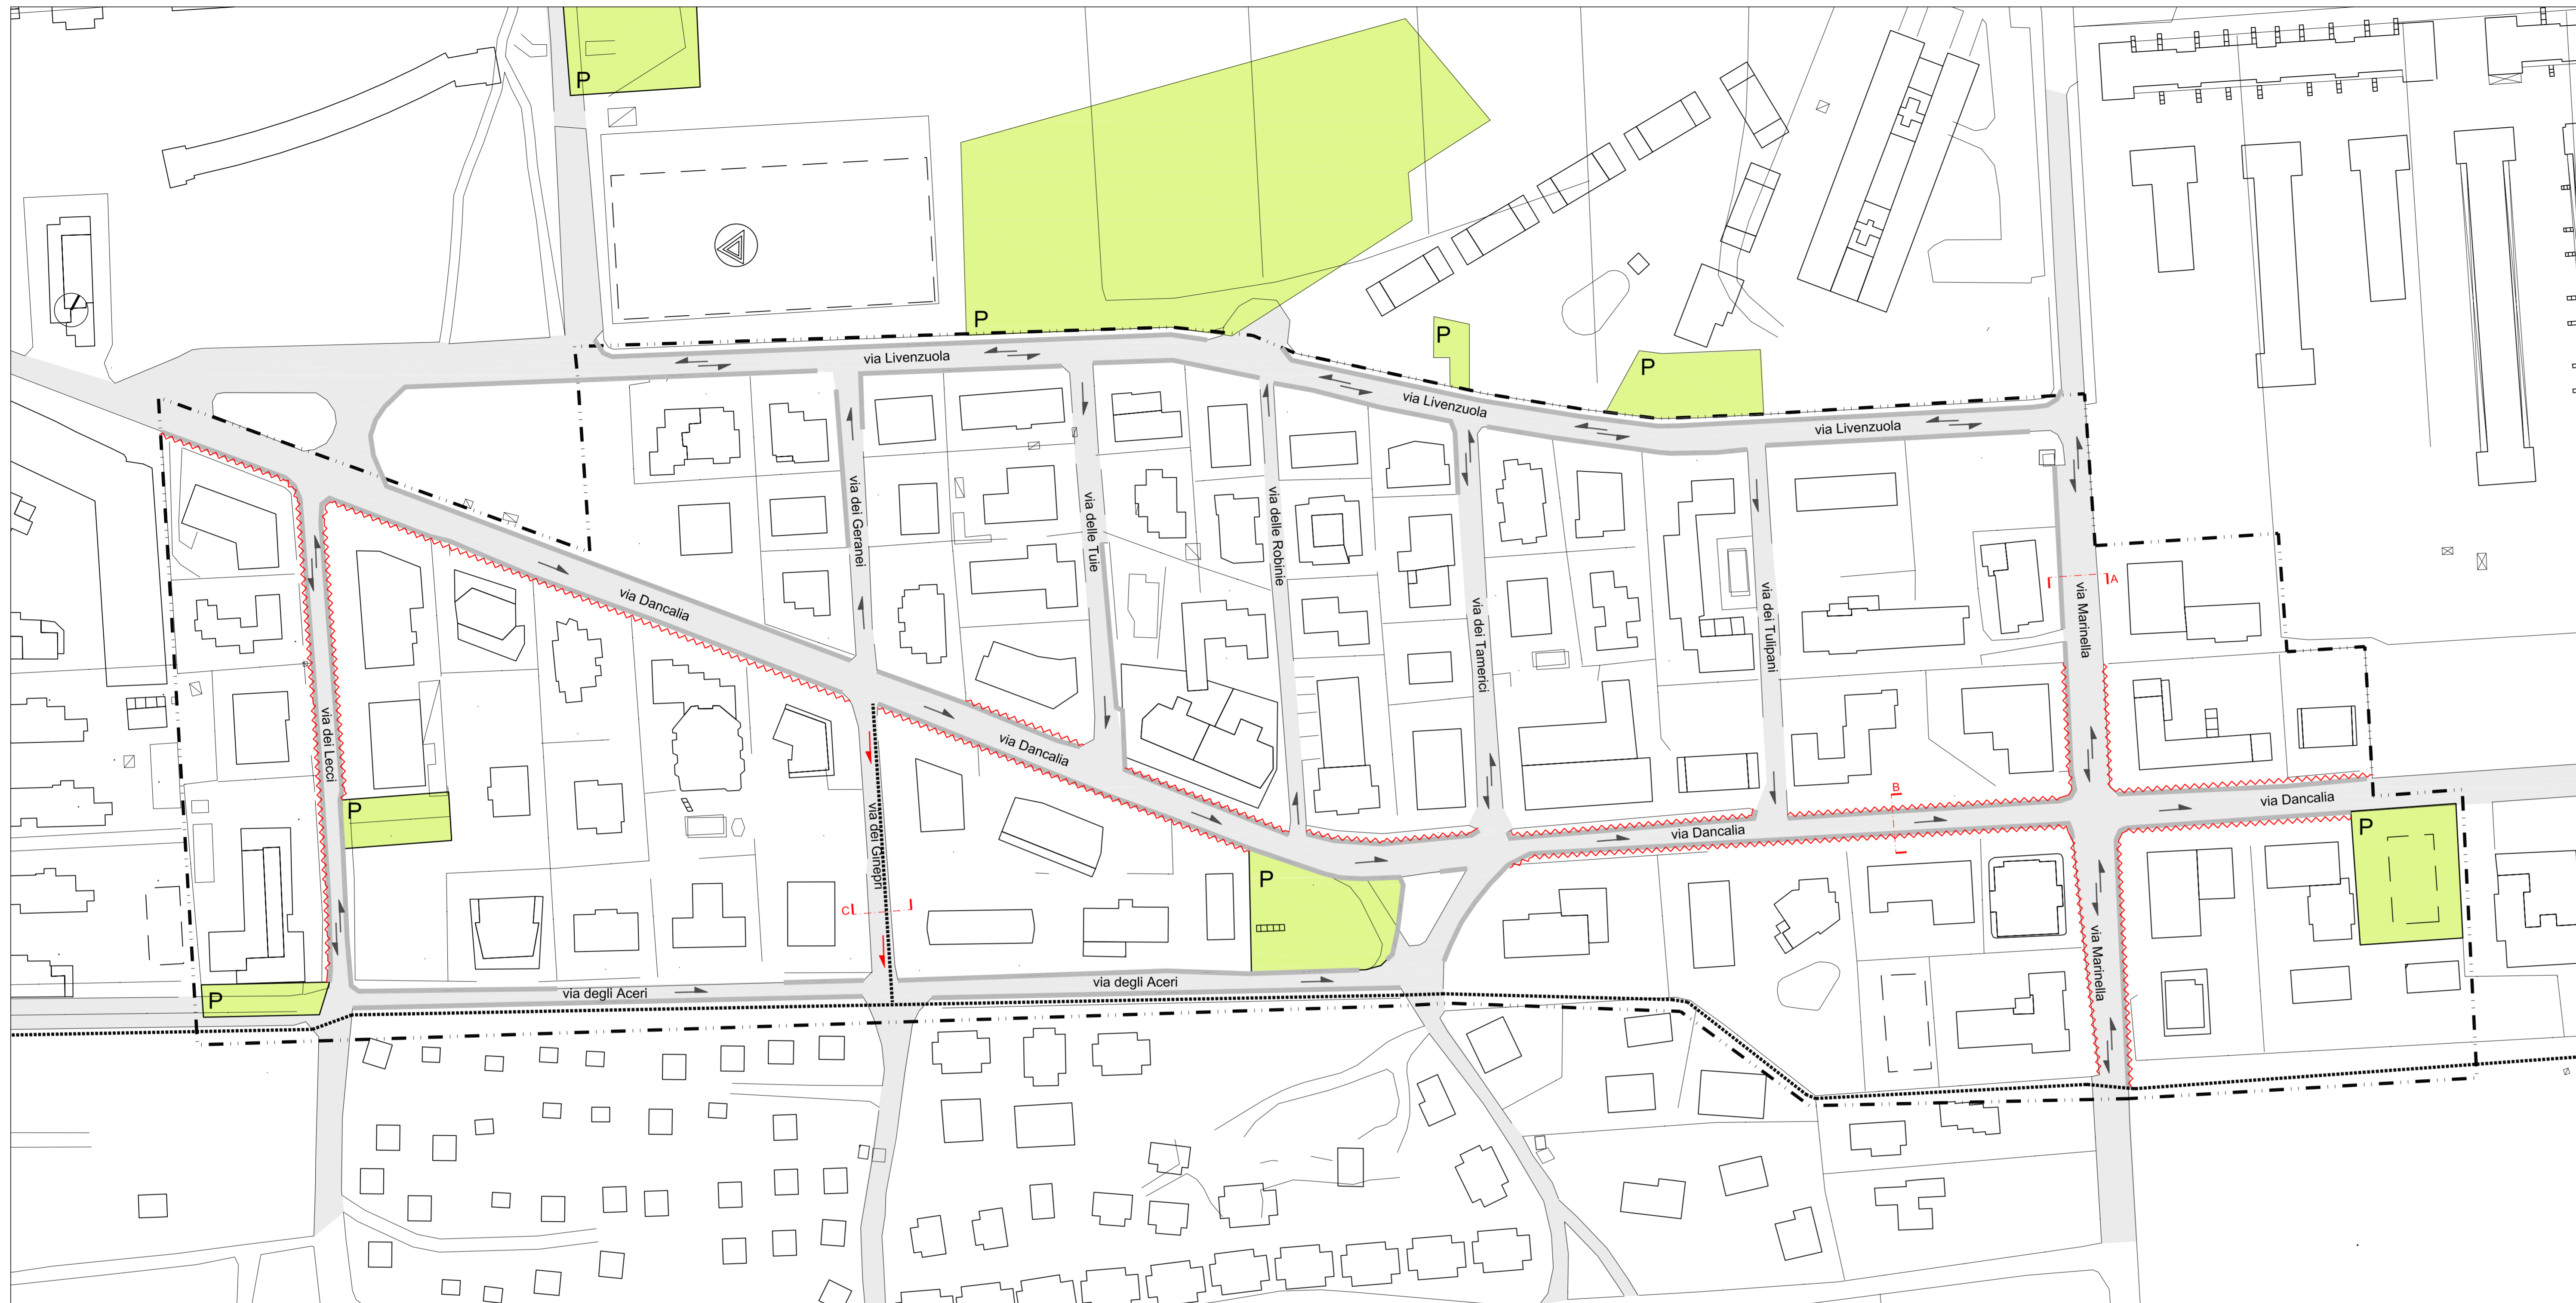 P
P
via Livenzuola
P
P
via Livenzuola
via Livenzuola
via dei Geranei
via delle Tuie
via delle Robinie
via dei Tamerici
via dei Tulipani
via Marinella
A
via Dancalia
via dei Lecci
via Dancalia
P
via dei Ginepri
B
via Dancalia
via Dancalia
P
P
C
via Marinella
P
via degli Aceri
via degli Aceri